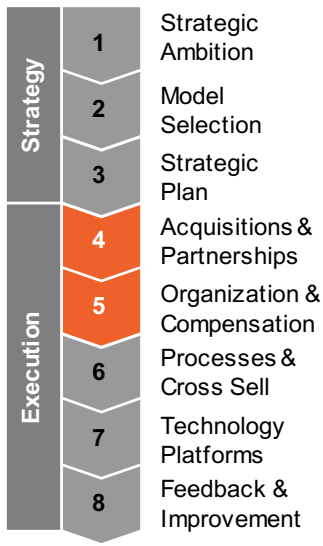 Strategy
1
Strategic
Ambition
2
Model
Selection
3
Strategic
Plan
Execution
4
Acquisitions &
Partnerships
5
Organization &
Compensation
6
Processes &
Cross Sell
7
Technology
Platforms
8
Feedback &
Improvement